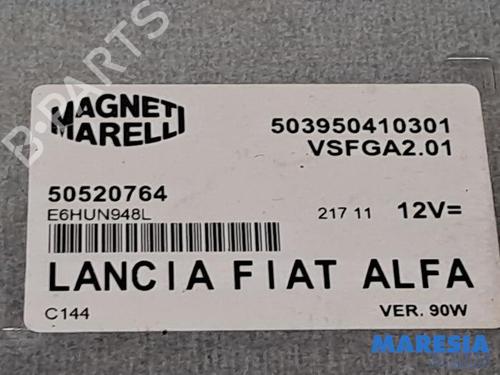 MAGNETI
MARELLI
503950410301
VSFGA2.01
50520764
E6HUN948L
217 11 12V=
LANCIA FIAT ALFA
C144
VER. 90W
B-PARTS
MARESIA